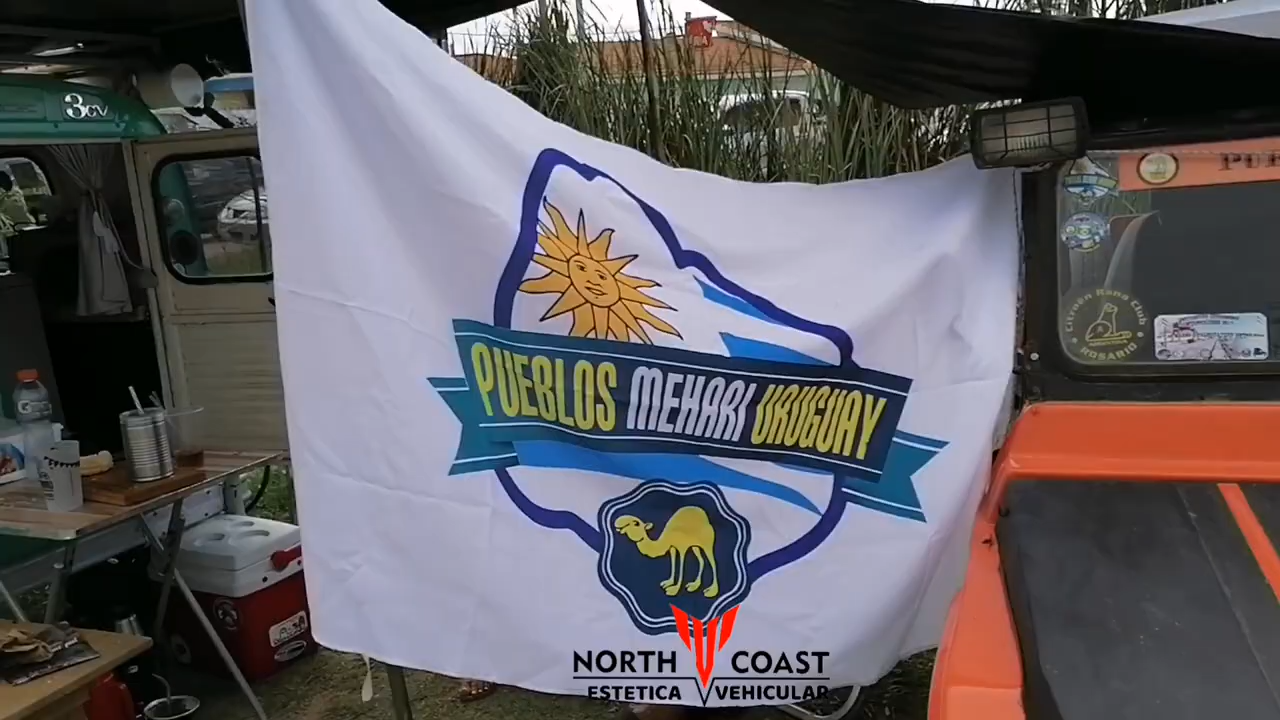 3CV
PUEBLOS MEHARI URUGUAY
Citroën Rana Club
ROSARIO
G
NORTH COAST
ESTETICA VEHICULAR